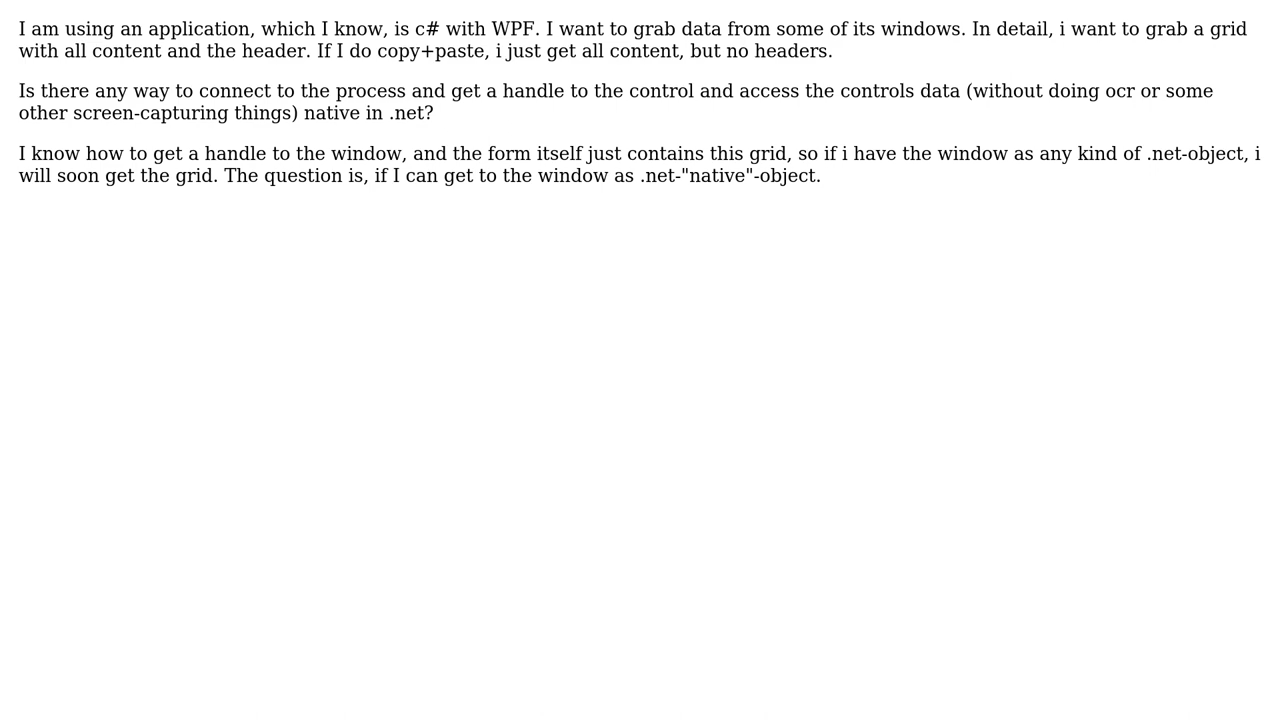 I am using an application, which I know, is c# with WPF. I want to grab data from some of its windows. In detail, i want to grab a grid
with all content and the header. If I do copy+paste, i just get all content, but no headers.
Is there any way to connect to the process and get a handle to the control and access the controls data (without doing ocr or some
other screen-capturing things) native in .net?
I know how to get a handle to the window, and the form itself just contains this grid, so if i have the window as any kind of .net-object, i
will soon get the grid. The question is, if I can get to the window as .net-"native"-object.